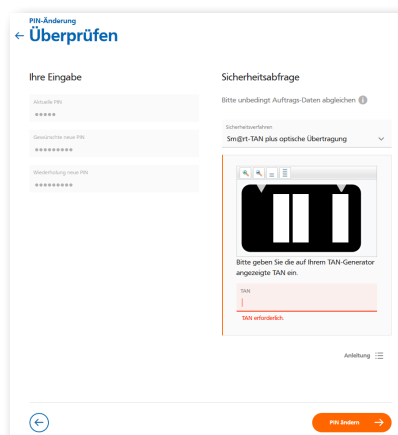 PIN-Änderung
Überprüfen
Ihre Eingabe
Aktuelle PIN
●●●●●
Gewünschte neue PIN
●●●●●●●●●
Wiederholung neue PIN
●●●●●●●●●
Sicherheitsabfrage
Bitte unbedingt Auftrags-Daten abgleichen
Sicherheitsverfahren
Sm@rt-TAN plus optische Übertragung
Bitte geben Sie die auf Ihrem TAN-Generator
angezeigte TAN ein.
TAN
TAN erforderlich.
Anleitung
PIN ändern